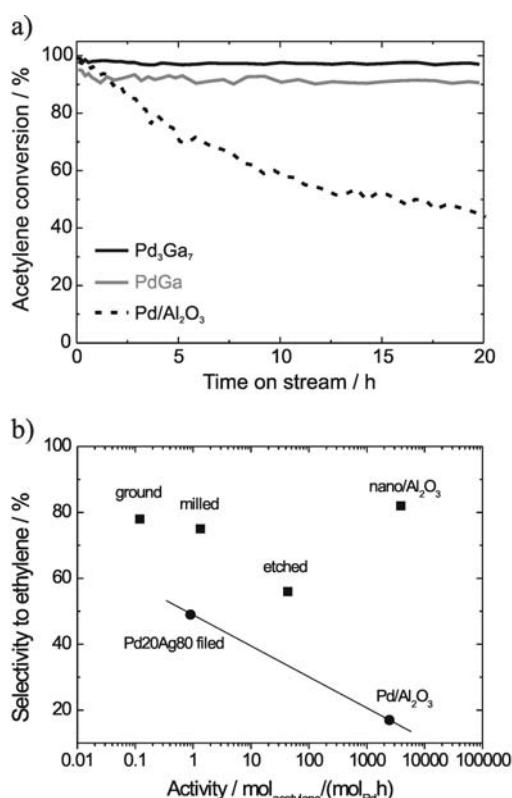 a)
100
80
60
40
20
0
Acetylene conversion / %
Pd₃Ga₇
PdGa
Pd/Al₂O₃
0
5
10
15
20
Time on stream / h
b)
100
80
60
40
20
Selectivity to ethylene / %
ground
milled
etched
nano/Al₂O₃
Pd20Ag80 filed
Pd/Al₂O₃
0.01
0.1
1
10
100
1000
10000
100000
Activity / mol_acetylene/(mol_Pd h)